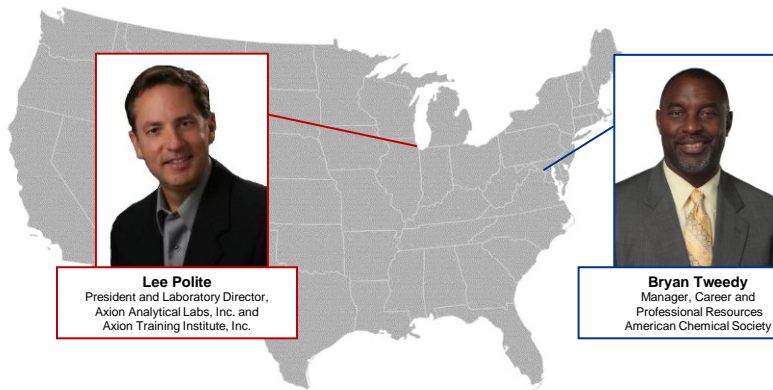 Lee Polite
President and Laboratory Director,
Axion Analytical Labs, Inc. and
Axion Training Institute, Inc.
Bryan Tweedy
Manager, Career and
Professional Resources
American Chemical Society